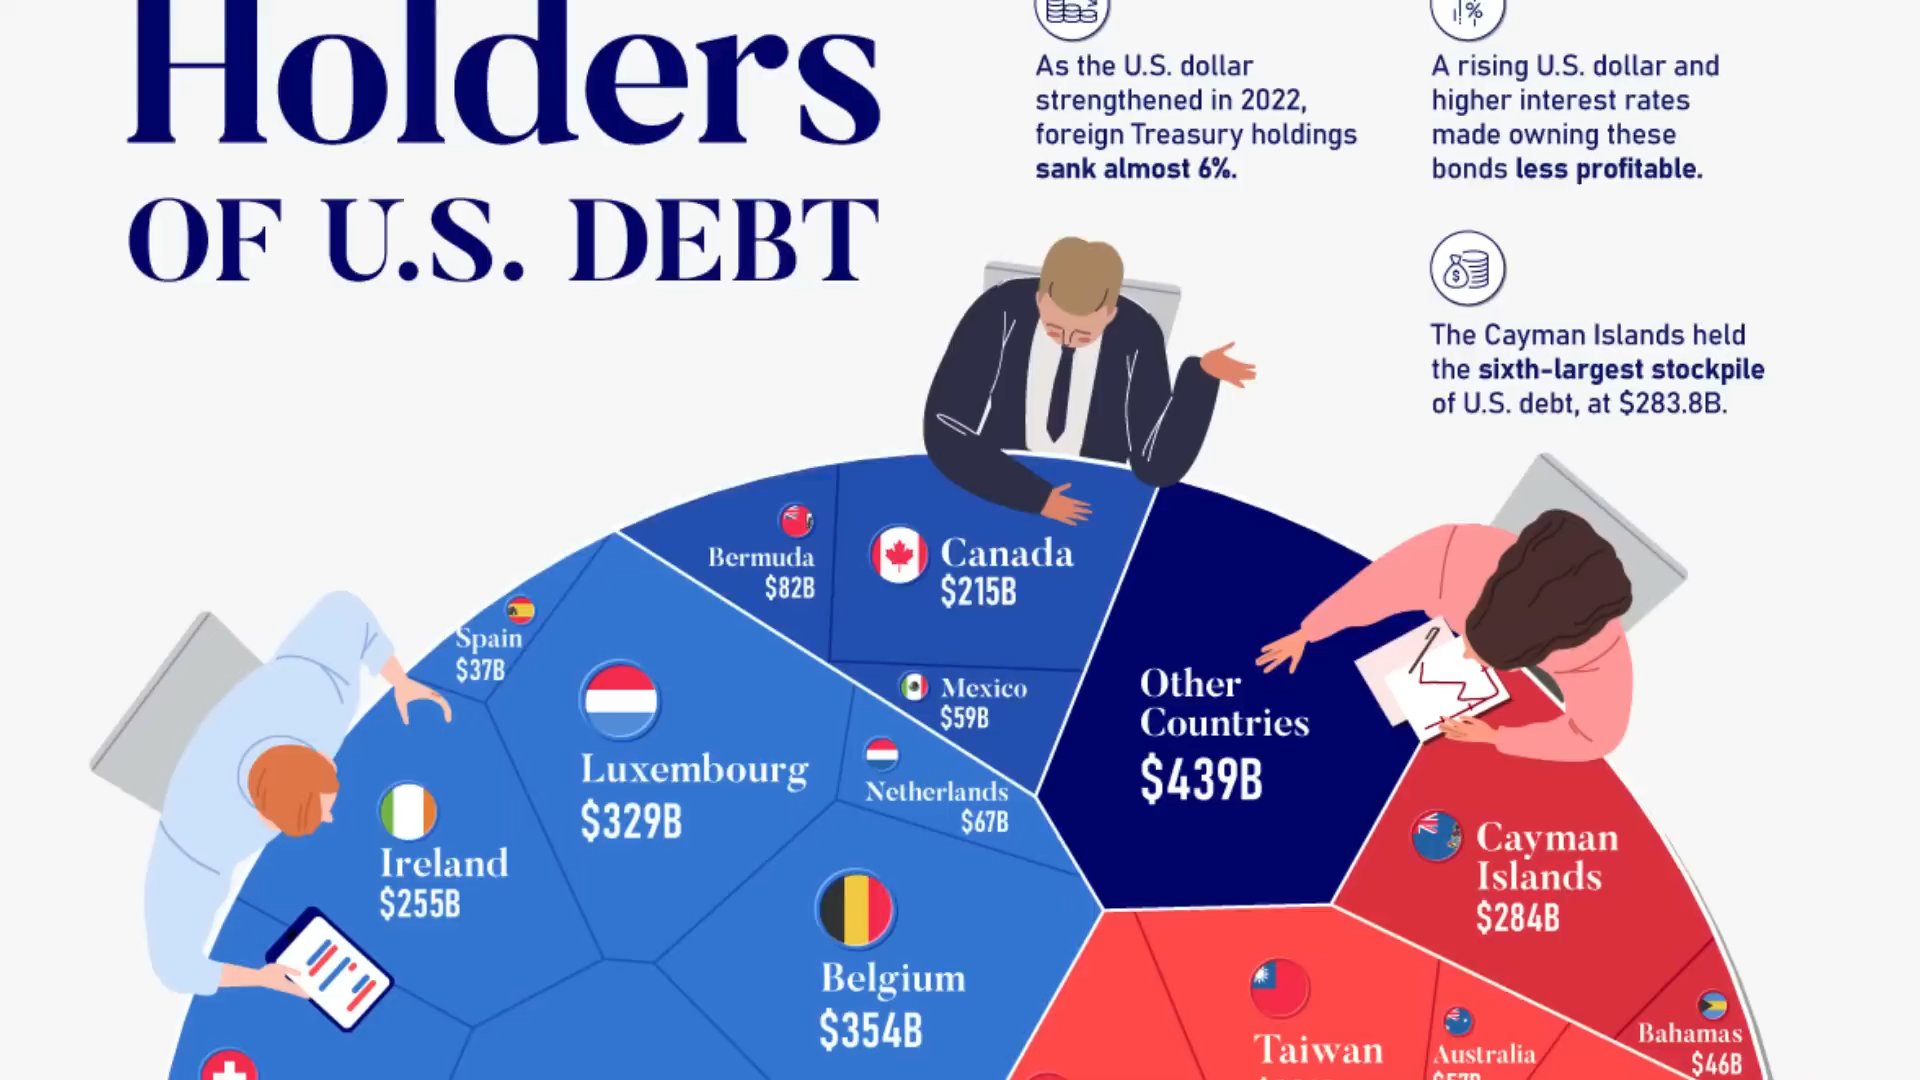 Holders
OF U.S. DEBT
%
As the U.S. dollar
strengthened in 2022,
foreign Treasury holdings
sank almost 6%.
A rising U.S. dollar and
higher interest rates
made owning these
bonds less profitable.
$
The Cayman Islands held
the sixth-largest stockpile
of U.S. debt, at $283.8B.
Bermuda
$82B
Canada
$215B
Spain
$37B
Mexico
$59B
Other
Countries
$439B
Luxembourg
$329B
Netherlands
$67B
Ireland
$255B
Cayman
Islands
$284B
Belgium
$354B
Taiwan
Australia
Bahamas
$46B